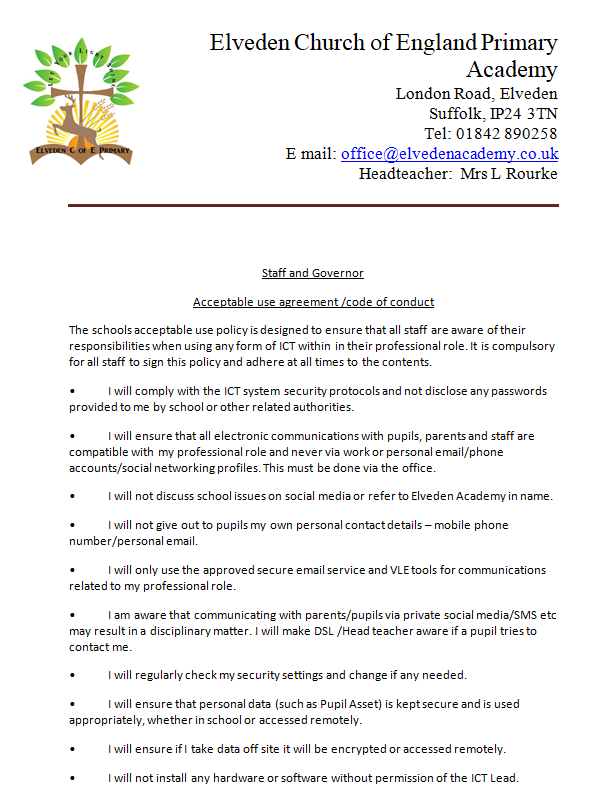 LET YOUR LIGHT SHINE
ELVEDEN C OF E PRIMARY
Elveden Church of England Primary
Academy
London Road, Elveden
Suffolk, IP24 3TN
Tel: 01842 890258
E mail: office@elvedenacademy.co.uk
Headteacher:  Mrs L Rourke
Staff and Governor
Acceptable use agreement /code of conduct
The schools acceptable use policy is designed to ensure that all staff are aware of their
responsibilities when using any form of ICT within in their professional role. It is compulsory
for all staff to sign this policy and adhere at all times to the contents.
• I will comply with the ICT system security protocols and not disclose any passwords
provided to me by school or other related authorities.
• I will ensure that all electronic communications with pupils, parents and staff are
compatible with my professional role and never via work or personal email/phone
accounts/social networking profiles. This must be done via the office.
• I will not discuss school issues on social media or refer to Elveden Academy in name.
• I will not give out to pupils my own personal contact details – mobile phone
number/personal email.
• I will only use the approved secure email service and VLE tools for communications
related to my professional role.
• I am aware that communicating with parents/pupils via private social media/SMS etc
may result in a disciplinary matter. I will make DSL /Head teacher aware if a pupil tries to
contact me.
• I will regularly check my security settings and change if any needed.
• I will ensure that personal data (such as Pupil Asset) is kept secure and is used
appropriately, whether in school or accessed remotely.
• I will ensure if I take data off site it will be encrypted or accessed remotely.
• I will not install any hardware or software without permission of the ICT Lead.